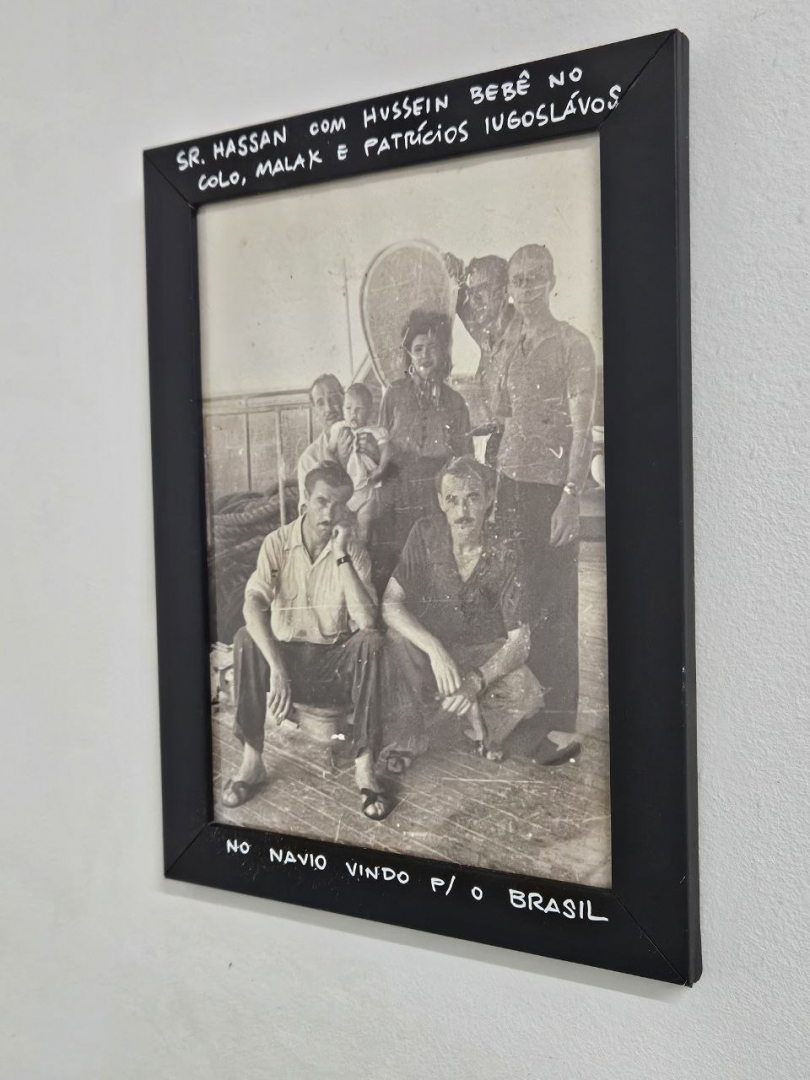 SR. HASSAN COM HUSSEIN BEBÊ NO
COLO, MALAK E PATRÍCIOS IUGOSLÁVOS
NO NAVIO VINDO P/ O BRASIL